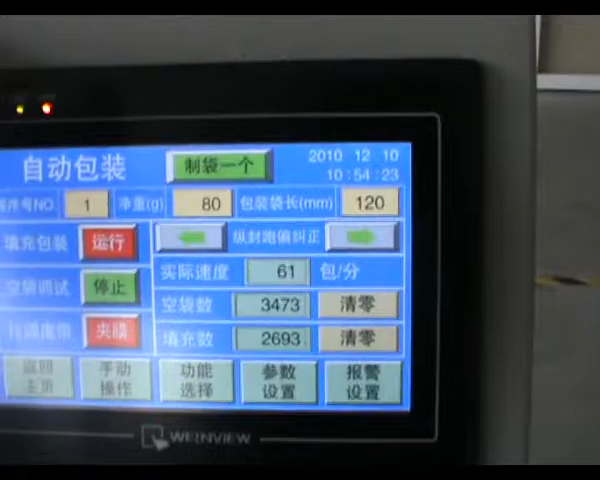 自动包装 制袋一个 2010 12 10
10:54:23
序号NO. 1 净重(g) 80 包装袋长(mm) 120
填充包装 运行 纵封跑偏纠正
空袋调试 停止 实际速度 61 包/分
空袋数 3473 清零
夹膜 填充数 2693 清零
返回 手动 功能 参数 报警
主页 操作 选择 设置 设置
WEINVIEW